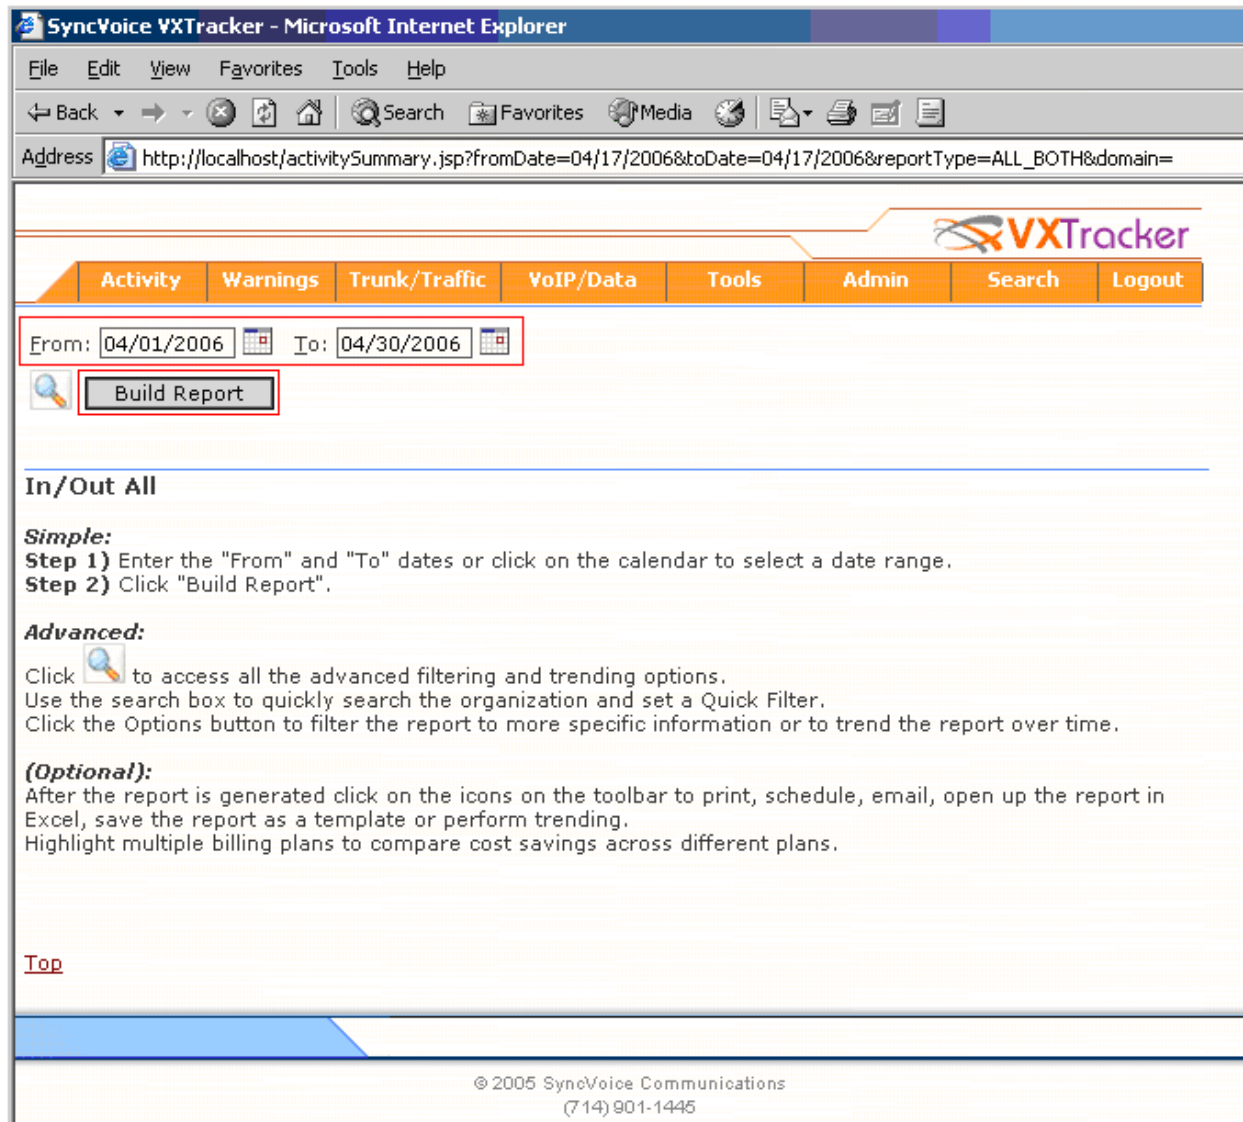 SyncVoice VXTracker - Microsoft Internet Explorer
File Edit View Favorites Tools Help
Back Search Favorites Media
Address http://localhost/activitySummary.jsp?fromDate=04/17/2006&toDate=04/17/2006&reportType=ALL_BOTH&domain=
VXTracker
Activity Warnings Trunk/Traffic VoIP/Data Tools Admin Search Logout
From: 04/01/2006 To: 04/30/2006
Build Report
In/Out All
Simple:
Step 1) Enter the "From" and "To" dates or click on the calendar to select a date range.
Step 2) Click "Build Report".
Advanced:
Click to access all the advanced filtering and trending options.
Use the search box to quickly search the organization and set a Quick Filter.
Click the Options button to filter the report to more specific information or to trend the report over time.
(Optional):
After the report is generated click on the icons on the toolbar to print, schedule, email, open up the report in
Excel, save the report as a template or perform trending.
Highlight multiple billing plans to compare cost savings across different plans.
Top
© 2005 SyncVoice Communications
(714) 901-1445